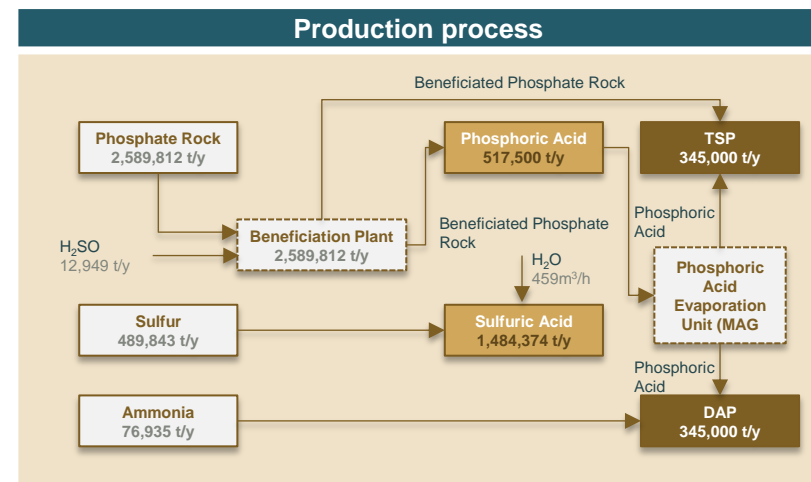 Production process
Beneficiated Phosphate Rock
Phosphate Rock
2,589,812 t/y
Phosphoric Acid
517,500 t/y
TSP
345,000 t/y
Phosphoric
Acid
H₂SO
12,949 t/y
Beneficiation Plant
2,589,812 t/y
Beneficiated Phosphate
Rock
H₂O
459m³/h
Phosphoric
Acid
Evaporation
Unit (MAG
Sulfur
489,843 t/y
Sulfuric Acid
1,484,374 t/y
Phosphoric
Acid
Ammonia
76,935 t/y
DAP
345,000 t/y